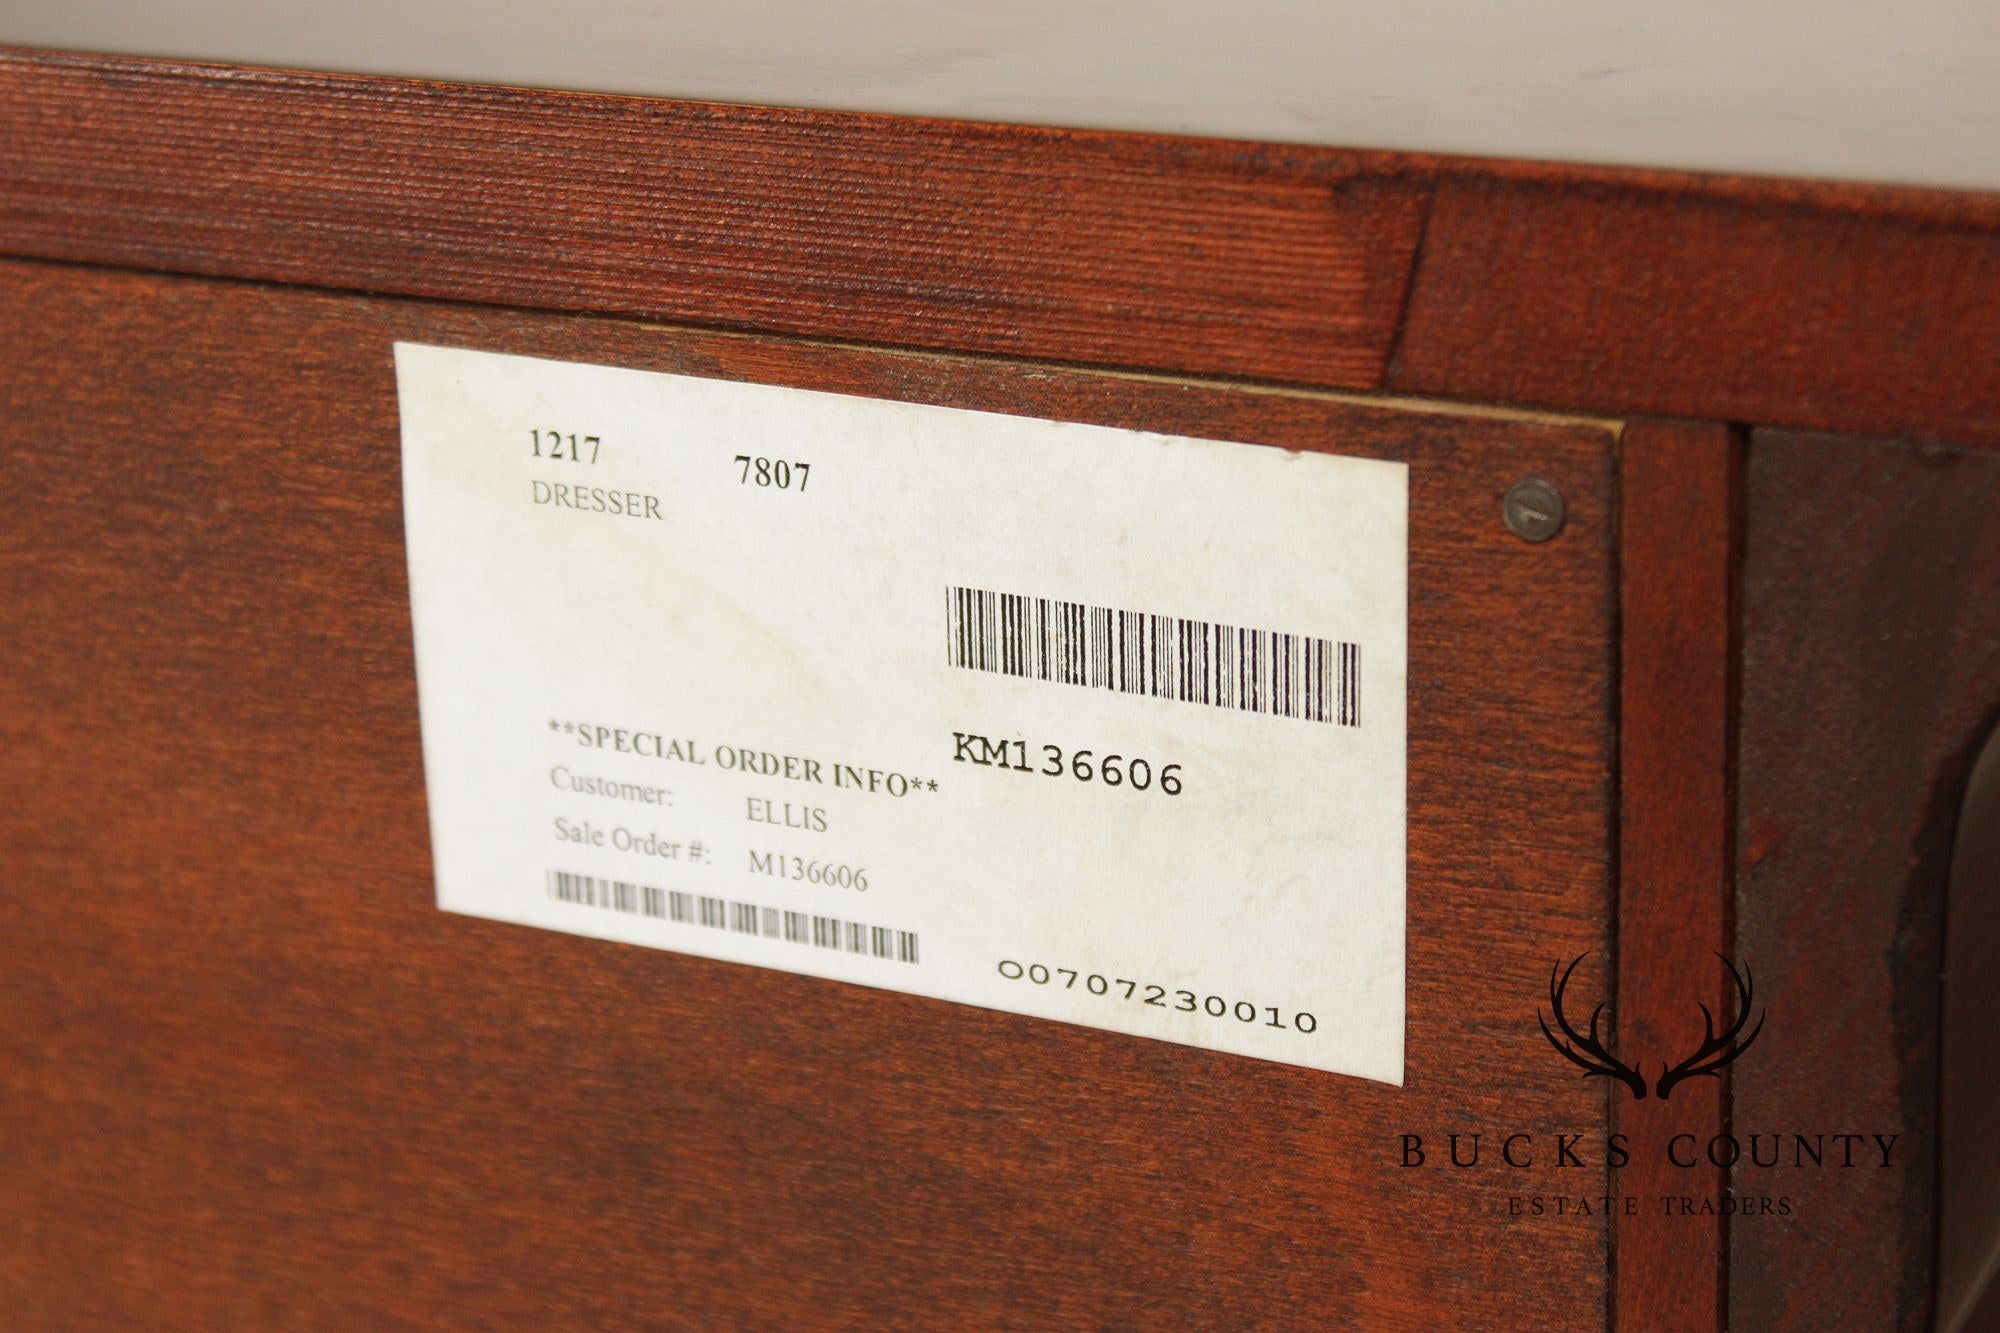 1217 7807
DRESSER
KM136606
**SPECIAL ORDER INFO**
Customer: ELLIS
Sale Order #: M136606
00707230010
BUCKS COUNTY
ESTATE TRADERS